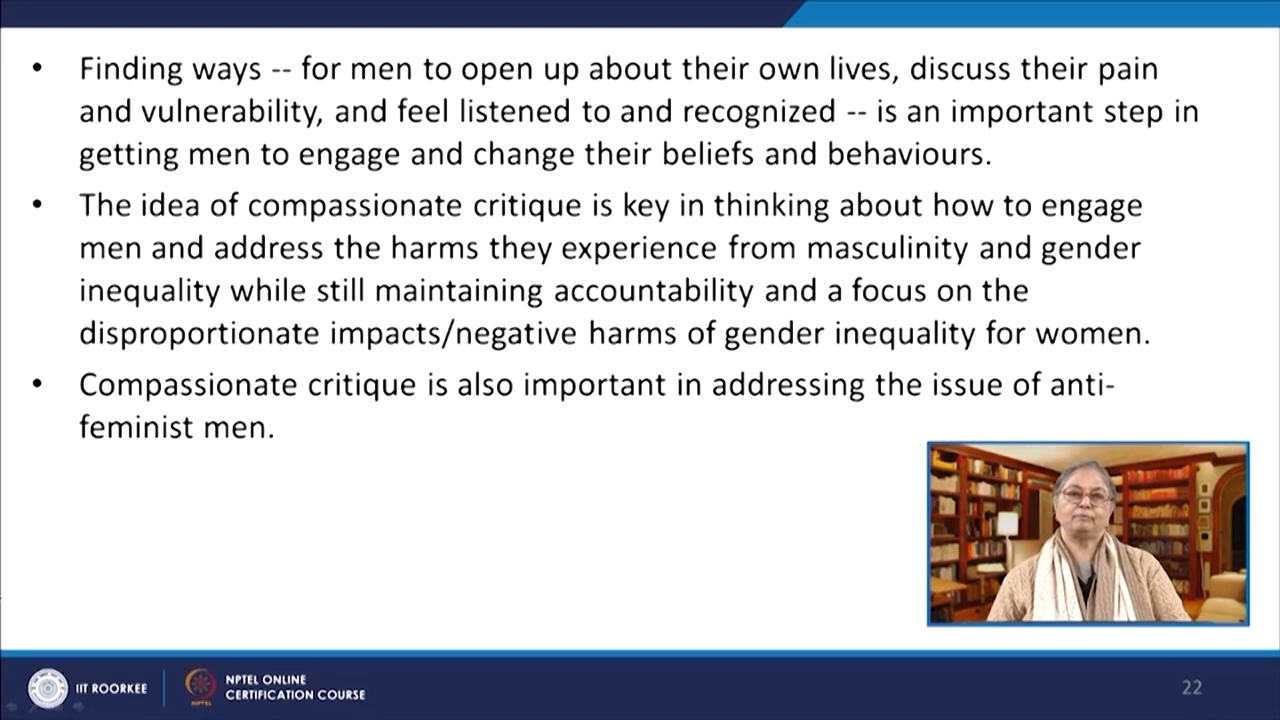 • Finding ways -- for men to open up about their own lives, discuss their pain
and vulnerability, and feel listened to and recognized -- is an important step in
getting men to engage and change their beliefs and behaviours.
• The idea of compassionate critique is key in thinking about how to engage
men and address the harms they experience from masculinity and gender
inequality while still maintaining accountability and a focus on the
disproportionate impacts/negative harms of gender inequality for women.
• Compassionate critique is also important in addressing the issue of anti-
feminist men.
IIT ROORKEE
NPTEL
NPTEL ONLINE
CERTIFICATION COURSE
22